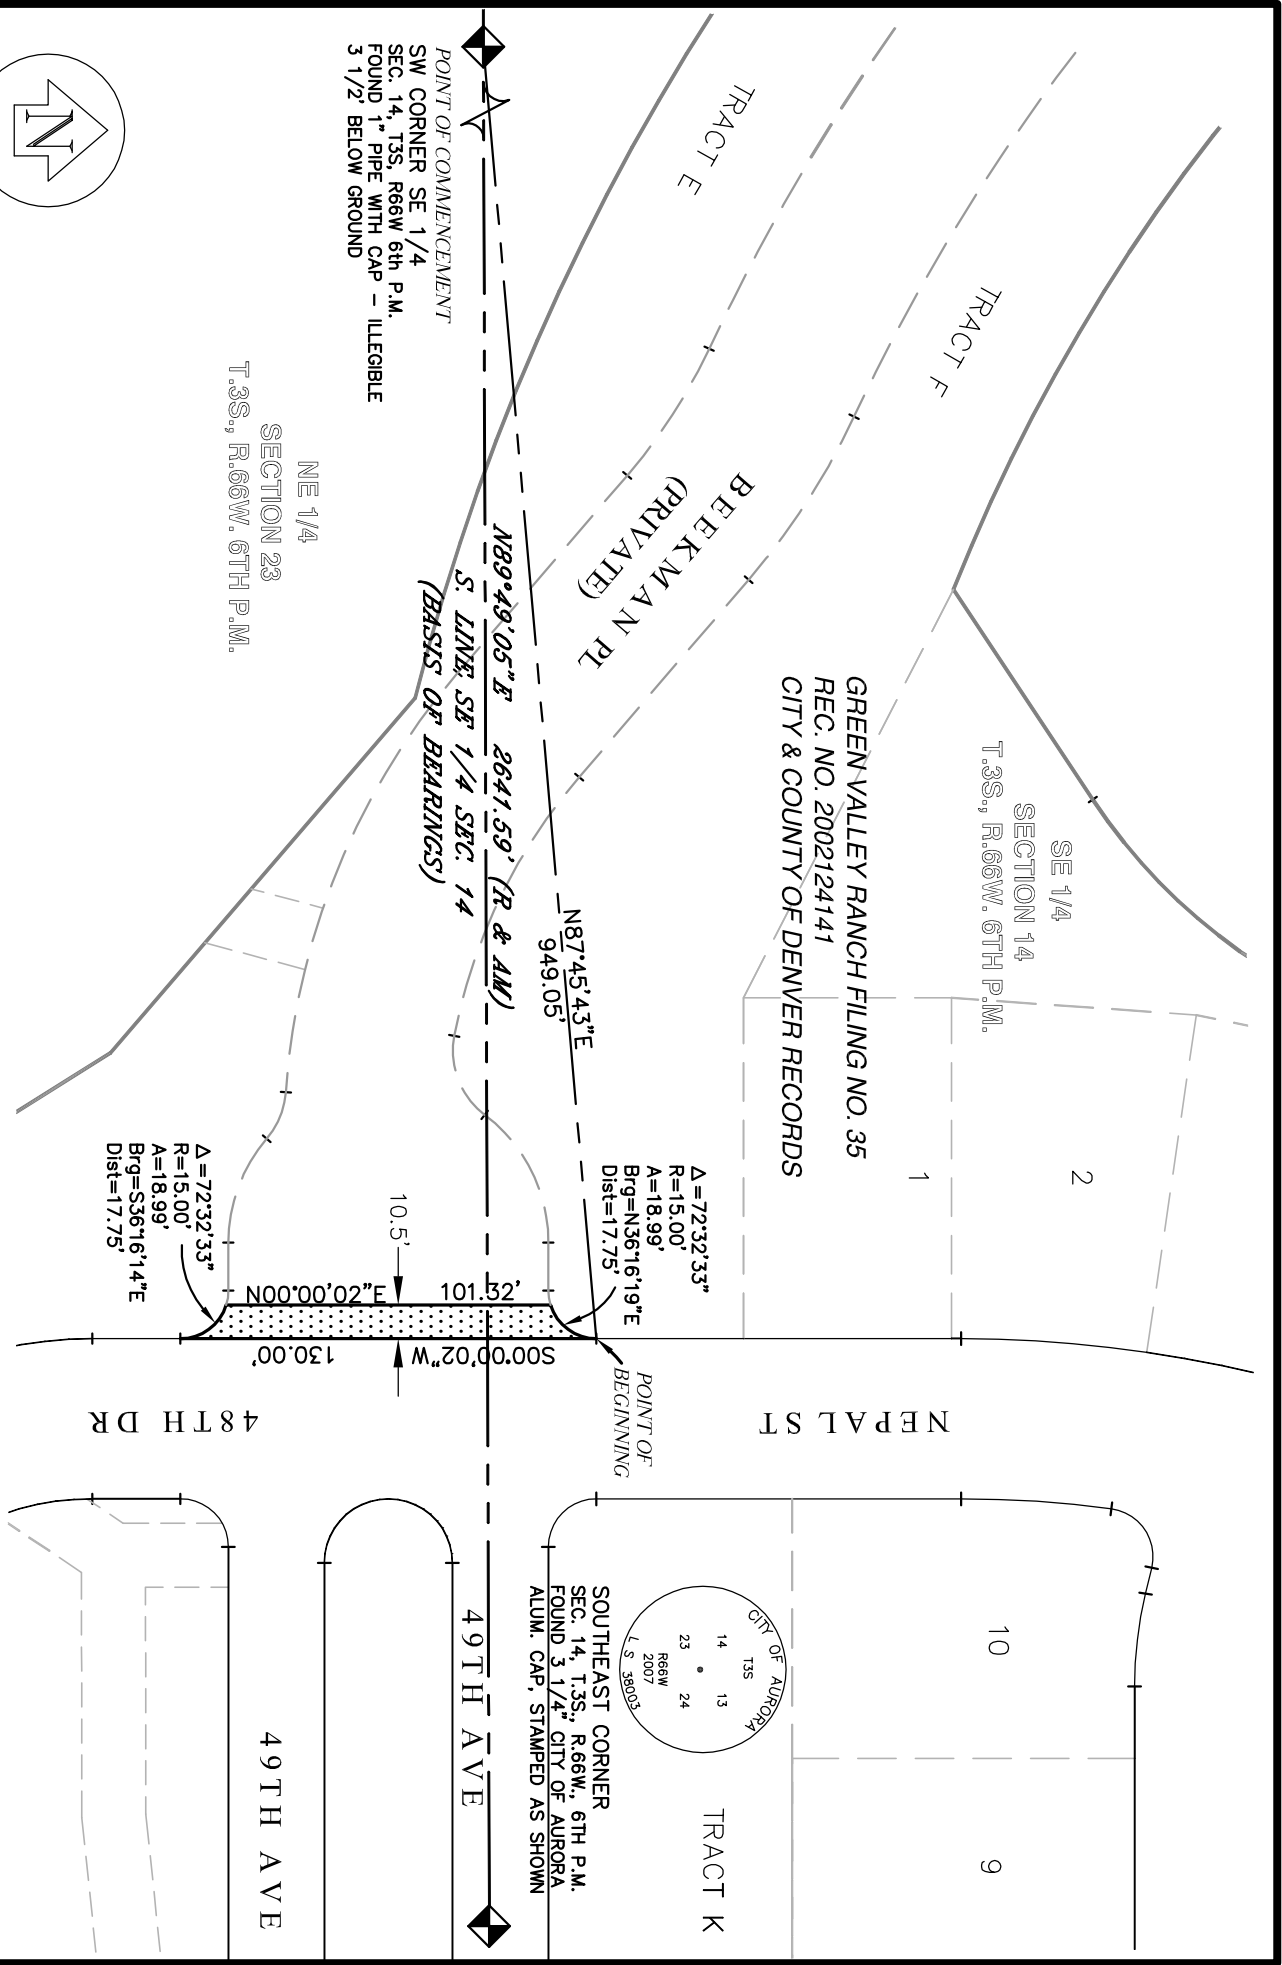 TRACT E
TRACT F
POINT OF COMMENCEMENT
SW CORNER SE 1/4
SEC. 14, T3S, R66W 6th P.M.
FOUND 1" PIPE WITH CAP - ILLEGIBLE
3 1/2' BELOW GROUND
N
NE 1/4
SECTION 23
T.3S., R.66W. 6TH P.M.
BEEKMAN PL
(PRIVATE)
N89°49'05"E 2641.59' (R & AM)
S. LINE, SE 1/4 SEC. 14
(BASIS OF BEARINGS)
SE 1/4
SECTION 14
T.3S., R.66W. 6TH P.M.
GREEN VALLEY RANCH FILING NO. 35
REC. NO. 2002124141
CITY & COUNTY OF DENVER RECORDS
N87°45'43"E
949.05'
2
1
Δ=72°32'33"
R=15.00'
A=18.99'
Brg=N36°16'19"E
Dist=17.75'
Δ=72°32'33"
R=15.00'
A=18.99'
Brg=S36°16'14"E
Dist=17.75'
10.5'
N00°00'02"E 101.32'
S00°00'02"W 130.00'
POINT OF
BEGINNING
NEPAL ST
48TH DR
CITY OF AURORA
T3S
14 13
23 24
R66W
2007
L S 38003
SOUTHEAST CORNER
SEC. 14, T.3S., R.66W., 6TH P.M.
FOUND 3 1/4" CITY OF AURORA
ALUM. CAP, STAMPED AS SHOWN
10
9
TRACT K
49TH AVE
49TH AVE